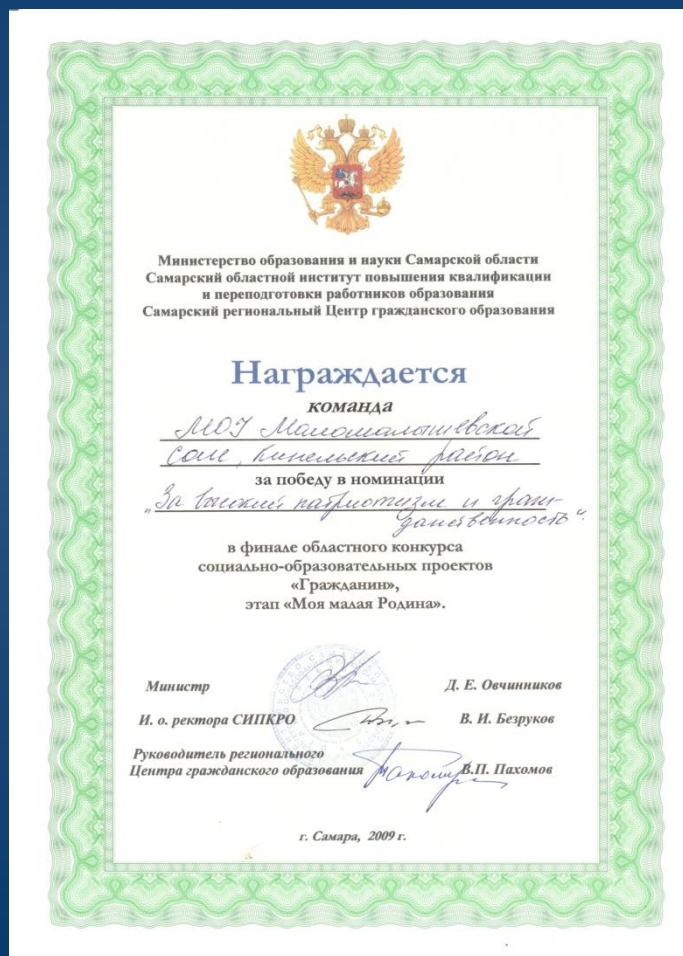 Министерство образования и науки Самарской области
Самарский областной институт повышения квалификации
и переподготовки работников образования
Самарский региональный Центр гражданского образования
Награждается
команда
МОУ Маломалышевской
СОШ, Кинельский район
за победу в номинации
„За высокий патриотизм и граж-
данственность“.
в финале областного конкурса
социально-образовательных проектов
«Гражданин»,
этап «Моя малая Родина».
Министр Д. Е. Овчинников
И. о. ректора СИПКРО В. И. Безруков
Руководитель регионального
Центра гражданского образования В.П. Пахомов
г. Самара, 2009 г.